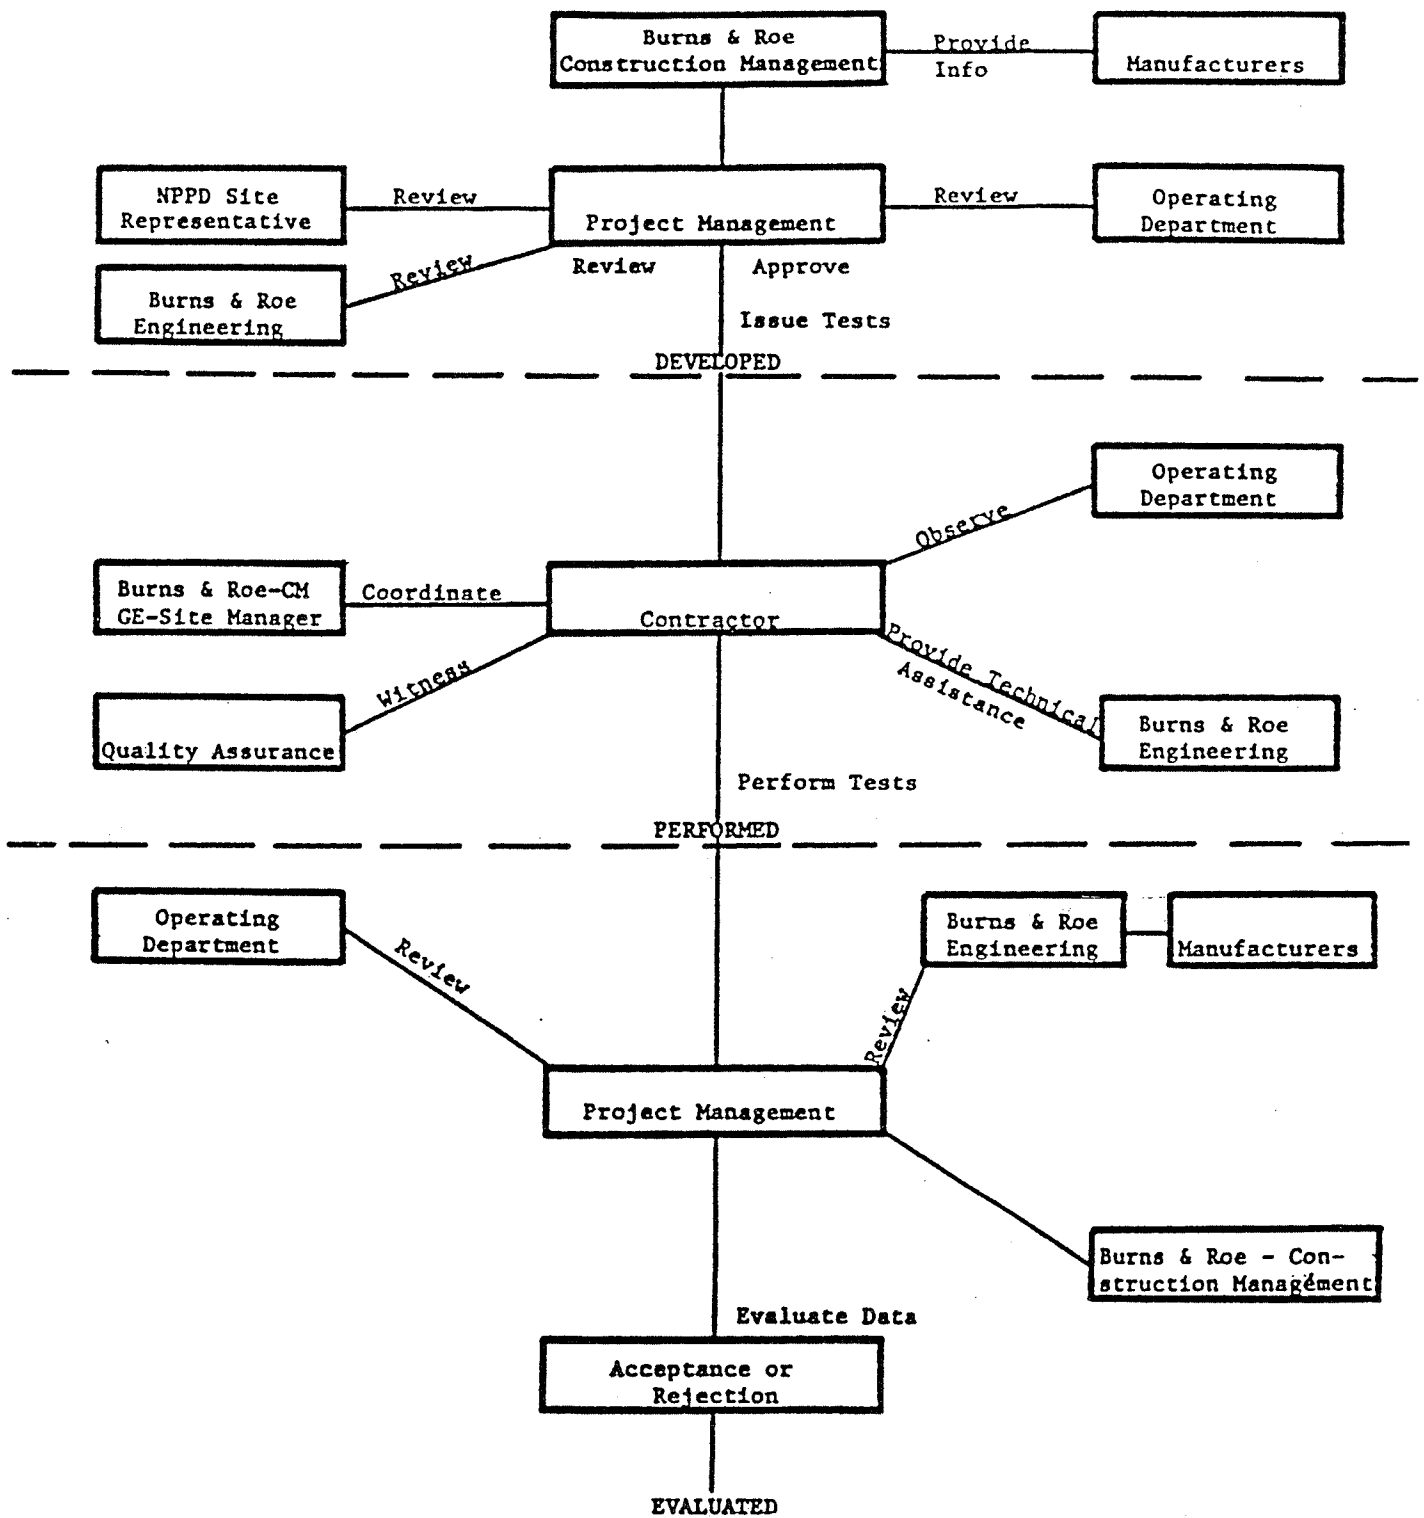 Burns & Roe
Construction Management
Provide
Info
Manufacturers
NPPD Site
Representative
Review
Project Management
Review
Operating
Department
Burns & Roe
Engineering
Review
Review
Approve
Issue Tests
DEVELOPED
Operating
Department
Observe
Burns & Roe-CM
GE-Site Manager
Coordinate
Contractor
Provide Technical
Assistance
Witness
Quality Assurance
Burns & Roe
Engineering
Perform Tests
PERFORMED
Operating
Department
Review
Burns & Roe
Engineering
Manufacturers
Review
Project Management
Burns & Roe - Con-
struction Management
Evaluate Data
Acceptance or
Rejection
EVALUATED